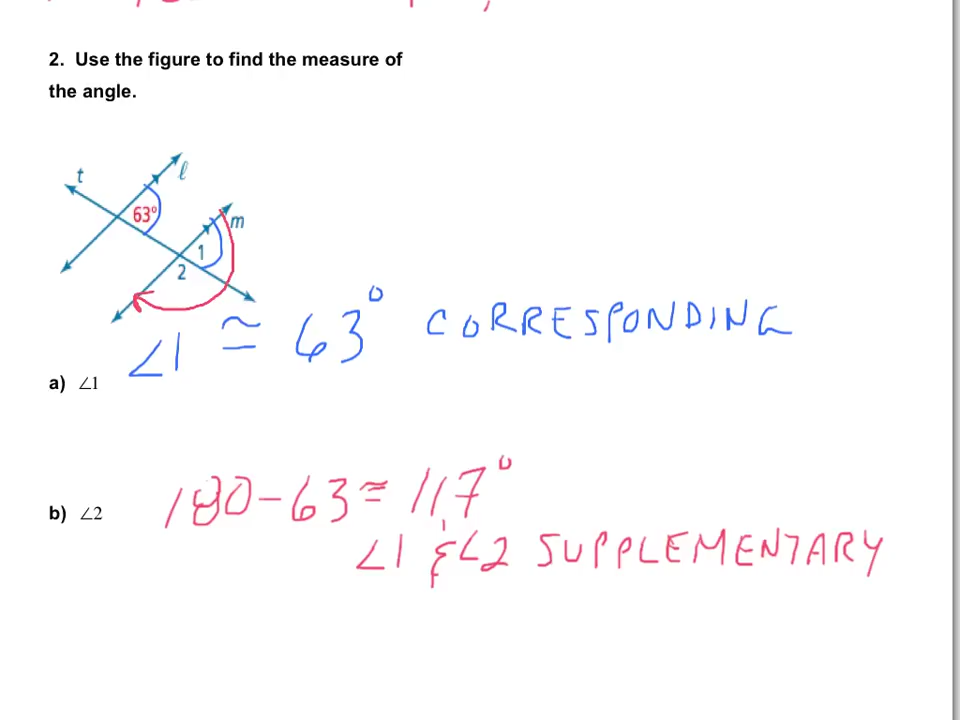 2. Use the figure to find the measure of
the angle.
t
ℓ
63°
m
1
2
∠1 ≅ 63° CORRESPONDING
a) ∠1
180-63≅117°
b) ∠2
∠1 & ∠2 SUPPLEMENTARY